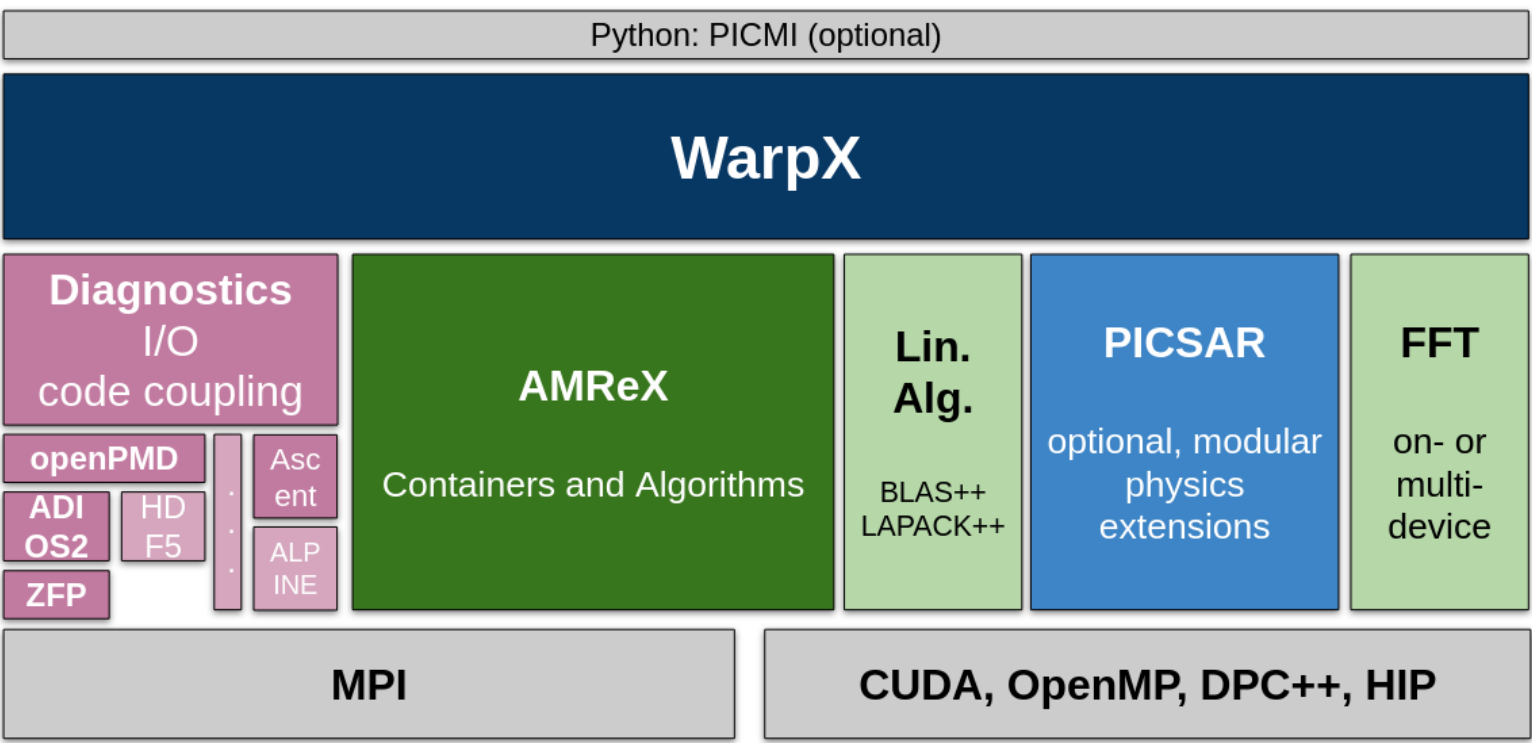 Python: PICMI (optional)
WarpX
Diagnostics
I/O
code coupling
openPMD
ADI
OS2
HD
F5
ZFP
.
.
.
Asc
ent
ALP
INE
AMReX
Containers and Algorithms
Lin.
Alg.
BLAS++
LAPACK++
PICSAR
optional, modular
physics
extensions
FFT
on- or
multi-
device
MPI
CUDA, OpenMP, DPC++, HIP